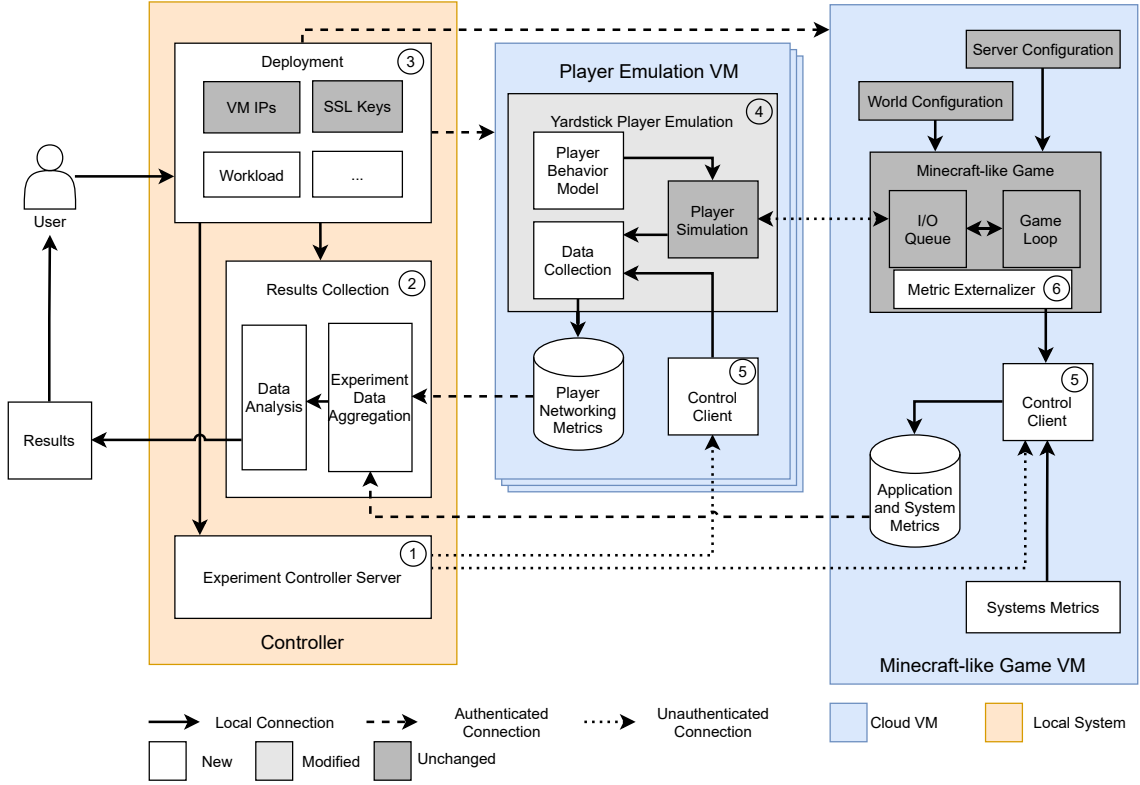 Deployment
3
VM IPs
SSL Keys
Workload
...
User
Results Collection
2
Data
Analysis
Experiment
Data
Aggregation
Results
1
Experiment Controller Server
Controller
Player Emulation VM
4
Yardstick Player Emulation
Player
Behavior
Model
Player
Simulation
Data
Collection
Player
Networking
Metrics
5
Control
Client
Server Configuration
World Configuration
Minecraft-like Game
I/O
Queue
Game
Loop
Metric Externalizer
6
5
Control
Client
Application
and System
Metrics
Systems Metrics
Minecraft-like Game VM
Local Connection
Authenticated
Connection
Unauthenticated
Connection
Cloud VM
Local System
New
Modified
Unchanged